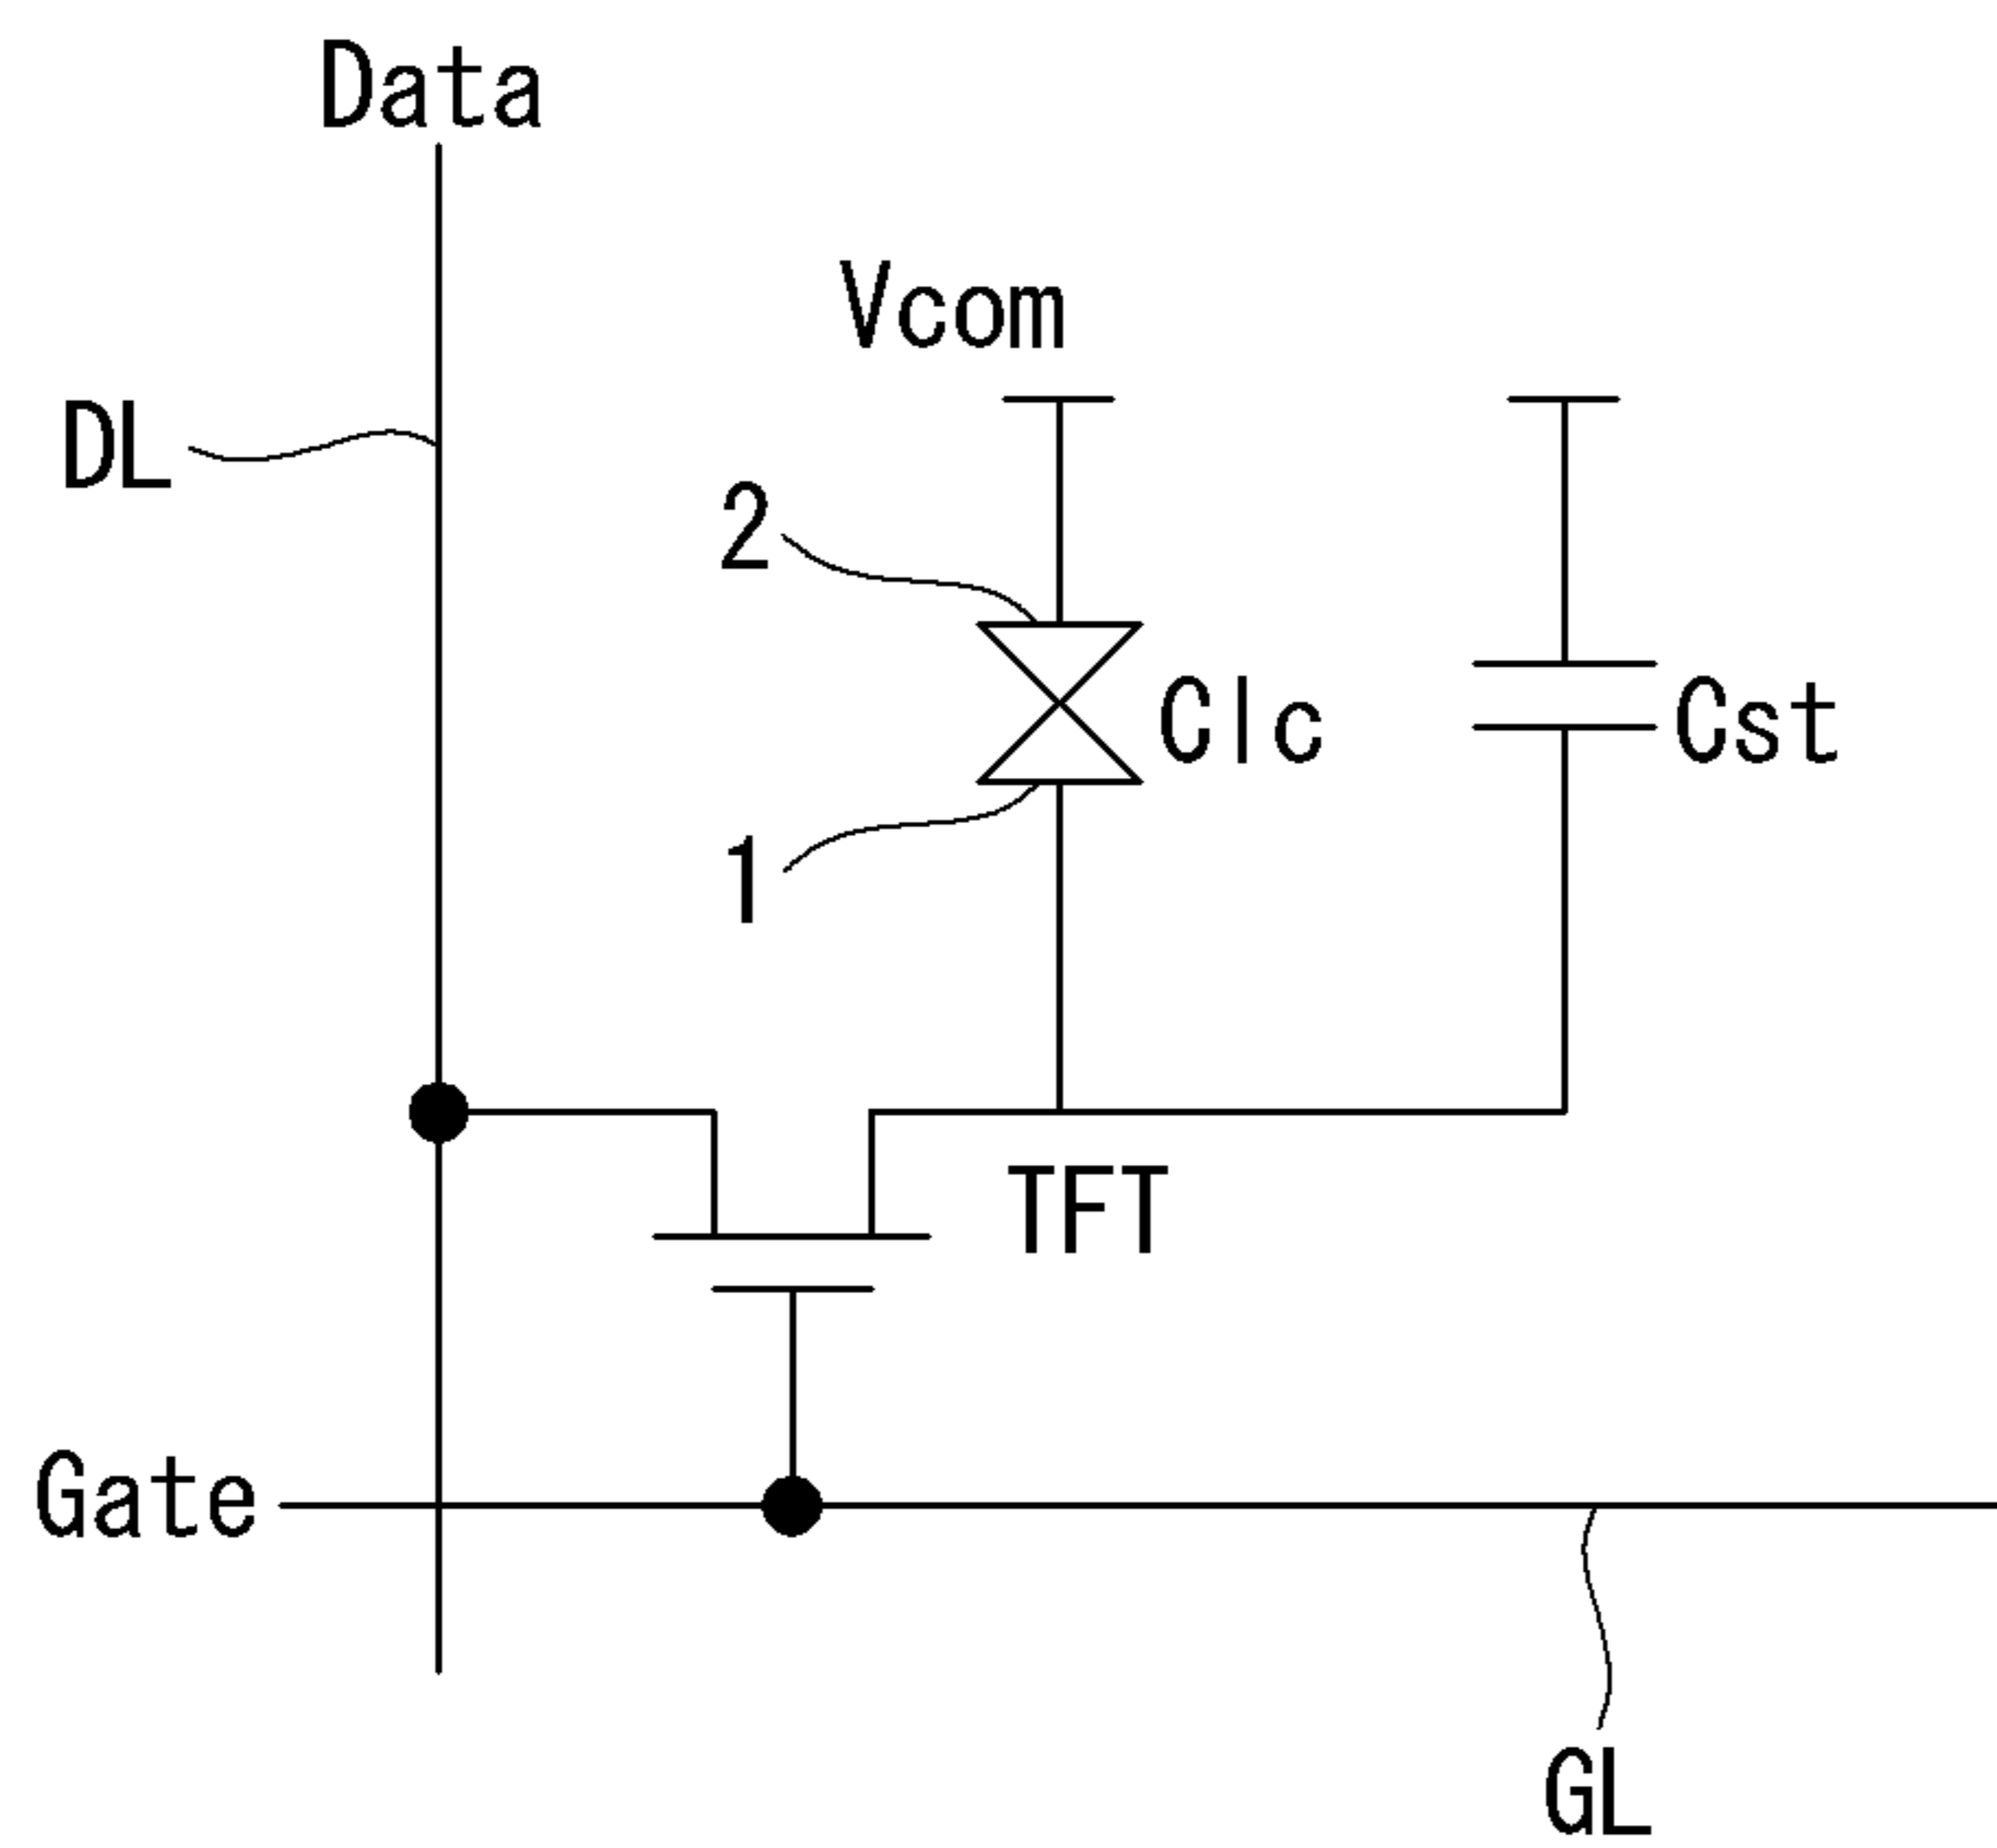 Data
Vcom
DL
2
Clc
Cst
1
TFT
Gate
GL